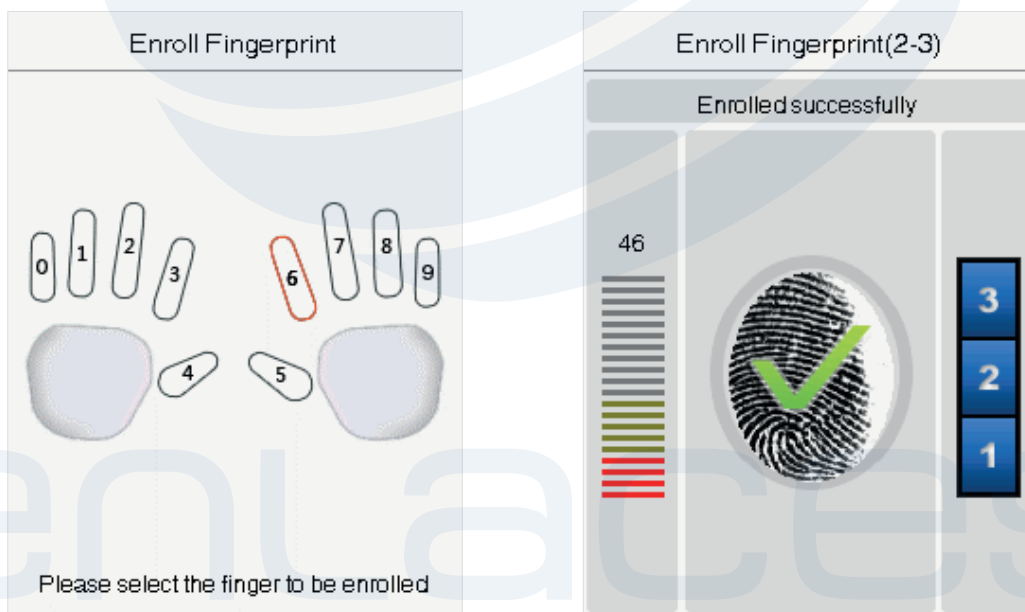 Enroll Fingerprint
0 1 2 3 4 5 6 7 8 9
Please select the finger to be enrolled
Enroll Fingerprint(2-3)
Enrolled successfully
46
3
2
1
enlaces